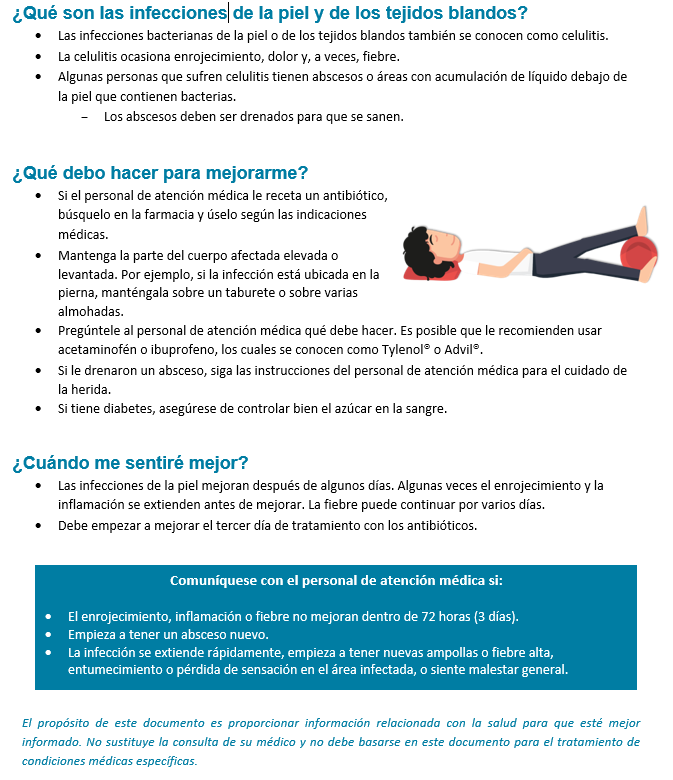 ¿Qué son las infecciones de la piel y de los tejidos blandos?
• Las infecciones bacterianas de la piel o de los tejidos blandos también se conocen como celulitis.
• La celulitis ocasiona enrojecimiento, dolor y, a veces, fiebre.
• Algunas personas que sufren celulitis tienen abscesos o áreas con acumulación de líquido debajo de
la piel que contienen bacterias.
– Los abscesos deben ser drenados para que se sanen.
¿Qué debo hacer para mejorarme?
• Si el personal de atención médica le receta un antibiótico,
búsquelo en la farmacia y úselo según las indicaciones
médicas.
• Mantenga la parte del cuerpo afectada elevada o
levantada. Por ejemplo, si la infección está ubicada en la
pierna, manténgala sobre un taburete o sobre varias
almohadas.
• Pregúntele al personal de atención médica qué debe hacer. Es posible que le recomienden usar
acetaminofén o ibuprofeno, los cuales se conocen como Tylenol® o Advil®.
• Si le drenaron un absceso, siga las instrucciones del personal de atención médica para el cuidado de
la herida.
• Si tiene diabetes, asegúrese de controlar bien el azúcar en la sangre.
¿Cuándo me sentiré mejor?
• Las infecciones de la piel mejoran después de algunos días. Algunas veces el enrojecimiento y la
inflamación se extienden antes de mejorar. La fiebre puede continuar por varios días.
• Debe empezar a mejorar el tercer día de tratamiento con los antibióticos.
Comuníquese con el personal de atención médica si:
• El enrojecimiento, inflamación o fiebre no mejoran dentro de 72 horas (3 días).
• Empieza a tener un absceso nuevo.
• La infección se extiende rápidamente, empieza a tener nuevas ampollas o fiebre alta,
entumecimiento o pérdida de sensación en el área infectada, o siente malestar general.
El propósito de este documento es proporcionar información relacionada con la salud para que esté mejor
informado. No sustituye la consulta de su médico y no debe basarse en este documento para el tratamiento de
condiciones médicas específicas.